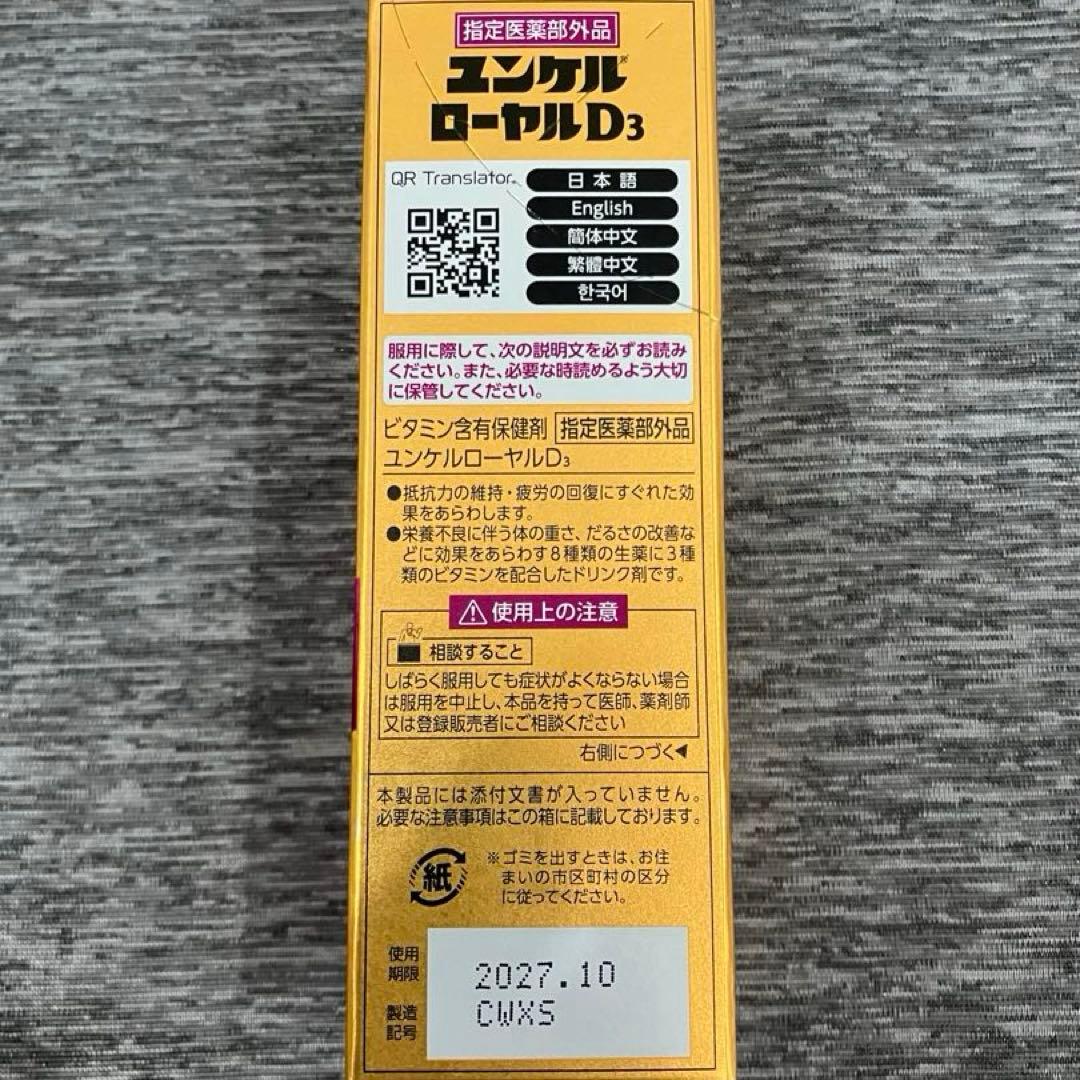 指定医薬部外品
ユンケル®
ローヤルD3
QR Translator
日本語
English
简体中文
繁體中文
한국어
服用に際して、次の説明文を必ずお読み
ください。また、必要な時読めるよう大切
に保管してください。
ビタミン含有保健剤 指定医薬部外品
ユンケルローヤルD3
●抵抗力の維持・疲労の回復にすぐれた効
果をあらわします。
●栄養不良に伴う体の重さ、だるさの改善な
どに効果をあらわす8種類の生薬に3種
類のビタミンを配合したドリンク剤です。
使用上の注意
相談すること
しばらく服用しても症状がよくならない場合
は服用を中止し、本品を持って医師、薬剤師
又は登録販売者にご相談ください
右側につづく◀
本製品には添付文書が入っていません。
必要な注意事項はこの箱に記載しております。
紙
※ゴミを出すときは、お住
まいの市区町村の区分
に従ってください。
使用
期限
2027.10
製造
記号
CWXS